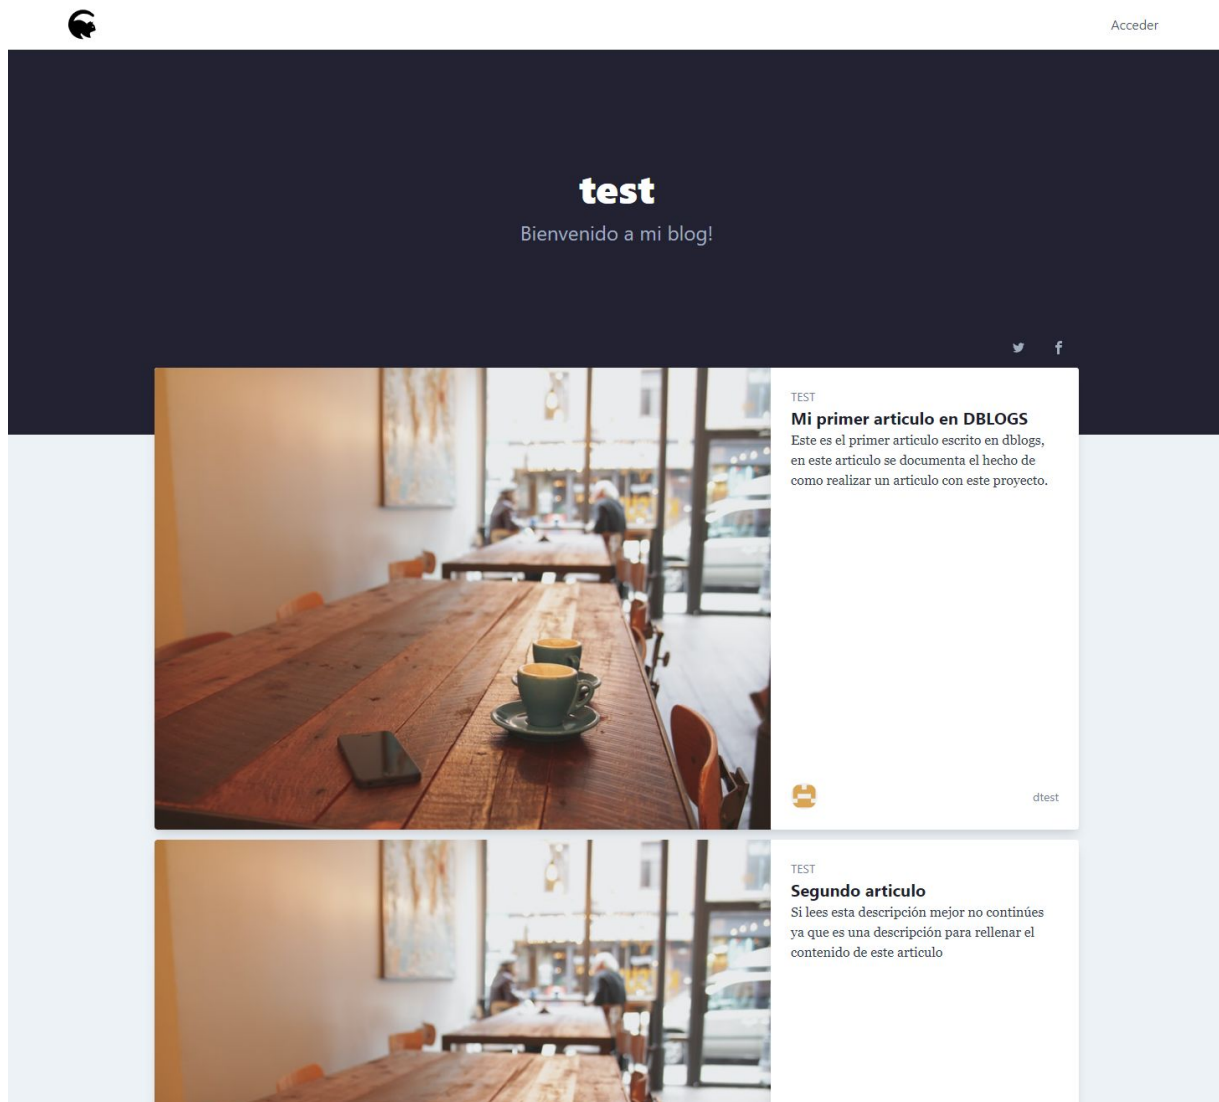 Acceder
test
Bienvenido a mi blog!
TEST
Mi primer articulo en DBLOGS
Este es el primer articulo escrito en dblogs,
en este articulo se documenta el hecho de
como realizar un articulo con este proyecto.
dtest
TEST
Segundo articulo
Si lees esta descripción mejor no continúes
ya que es una descripción para rellenar el
contenido de este articulo